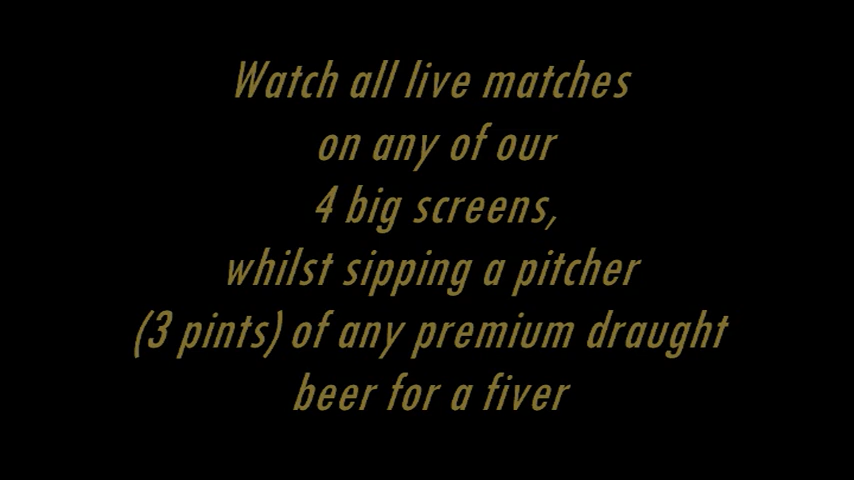 Watch all live matches
on any of our
4 big screens,
whilst sipping a pitcher
(3 pints) of any premium draught
beer for a fiver